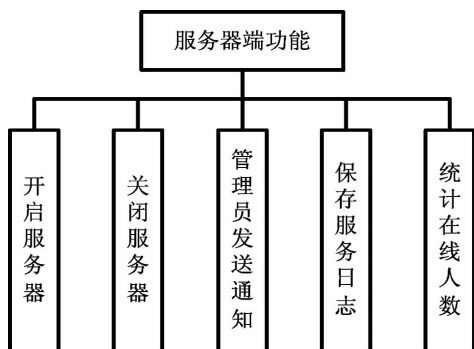 服务器端功能
开启服务器
关闭服务器
管理员发送通知
保存服务日志
统计在线人数